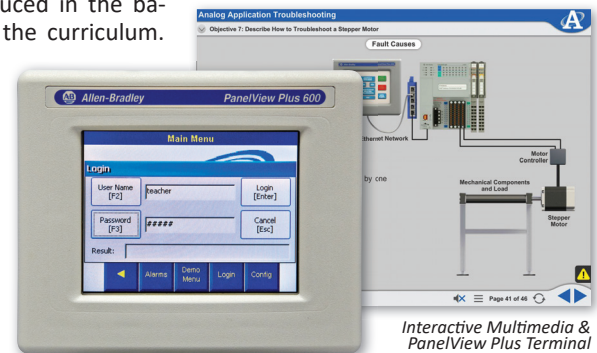 uced in the ba-
the curriculum.
Analog Application Troubleshooting
Objective 7: Describe How to Troubleshoot a Stepper Motor
A
Fault Causes
Ethernet Network
Motor
Controller
by one
Mechanical Components
and Load
Stepper
Motor
Page 41 of 46
AB Allen-Bradley
PanelView Plus 600
Main Menu
Login
User Name
[F2]
teacher
Login
[Enter]
Password
[F3]
#####
Cancel
[Esc]
Result:
Alarms
Demo
Menu
Login
Config
Interactive Multimedia &
PanelView Plus Terminal